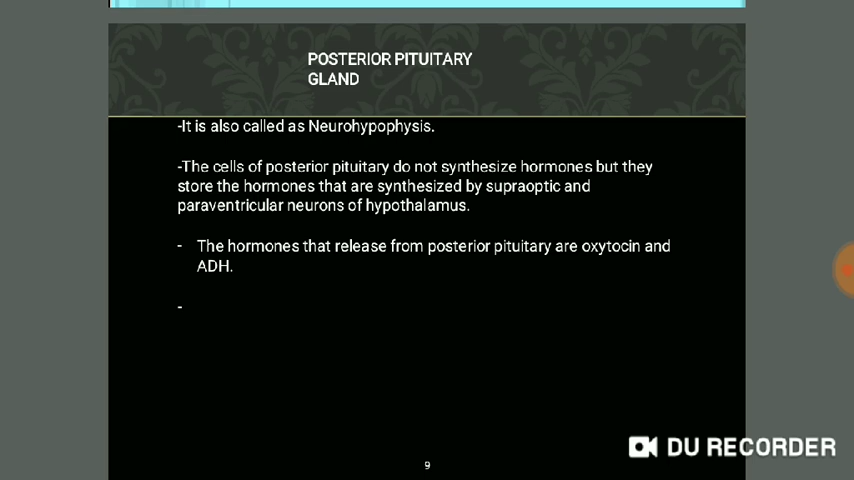 POSTERIOR PITUITARY
GLAND
-It is also called as Neurohypophysis.
-The cells of posterior pituitary do not synthesize hormones but they
store the hormones that are synthesized by supraoptic and
paraventricular neurons of hypothalamus.
- The hormones that release from posterior pituitary are oxytocin and
ADH.
-
9
DU RECORDER